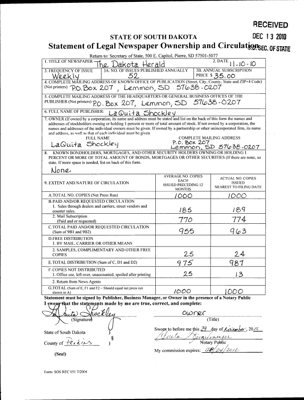 RECEIVED
DEC 13 2010
STATE OF SOUTH DAKOTA
Statement of Legal Newspaper Ownership and Circulation
SEC. OF STATE
Return to: Secretary of State, 500 E. Capitol, Pierre, SD 57501-5077
1. TITLE OF NEWSPAPER The Dakota Herald
2. DATE 11-10-10
3. FREQUENCY OF ISSUE Weekly
3A. NO. OF ISSUES PUBLISHED ANNUALLY 52
3B. ANNUAL SUBSCRIPTION PRICE $35.00
4. COMPLETE MAILING ADDRESS OF KNOWN OFFICE OF PUBLICATION (Street, City, County, State and ZIP+4 Code)
(Not printers) P.O. Box 207, Lemmon, SD 57638-0207
5. COMPLETE MAILING ADDRESS OF THE HEADQUARTERS OR GENERAL BUSINESS OFFICES OF THE
PUBLISHER (Not printers) P.O. Box 207, Lemmon, SD 57638-0207
6. FULL NAME OF PUBLISHER:
LaQuita Shockley
7. OWNER (If owned by a corporation, its name and address must be stated and list on the back of this form the names and
addresses of stockholders owning or holding 1 percent or more of total amount of stock. If not owned by a corporation, the
names and addresses of the individual owners must be given. If owned by a partnership or other unincorporated firm, its name
and address, as well as that of each individual must be given.
FULL NAME COMPLETE MAILING ADDRESS
LaQuita Shockley P.O. Box 207
Lemmon, SD 57638-0207
8. KNOWN BONDHOLDERS, MORTGAGES, AND OTHER SECURITY HOLDERS OWNING OR HOLDING 1
PERCENT OR MORE OF TOTAL AMOUNT OF BONDS, MORTGAGES OR OTHER SECURITIES (If there are none, so
state. If more space is needed, list on back of this form.
None
9. EXTENT AND NATURE OF CIRCULATION
AVERAGE NO. COPIES EACH ISSUED PRECEDING 12 MONTHS
ACTUAL NO. COPIES ISSUED NEAREST TO FILING DATE
A. TOTAL NO. COPIES (Net Press Run) 1000 1000
B. PAID AND/OR REQUESTED CIRCULATION
1. Sales through dealers and carriers, street vendors and
counter sales. 185 189
2. Mail Subscription
(Paid and or requested) 770 774
C. TOTAL PAID AND/OR REQUESTED CIRCULATION
(Sum of 9B1 and 9B2) 955 963
D. FREE DISTRIBUTION
1. BY MAIL, CARRIER OR OTHER MEANS
2. SAMPLES, COMPLIMENTARY AND OTHER FREE
COPIES 25 24
E. TOTAL DISTRIBUTION (Sum of C, D1 and D2) 975 987
F. COPIES NOT DISTRIBUTED
1. Office use, left over, unaccounted, spoiled after printing 25 13
2. Return from News Agents
G. TOTAL (Sum of E, F1 and F2 - Should equal net press run
shown in A) 1000 1000
Statement must be signed by Publisher, Business Manager, or Owner in the presence of a Notary Public
I swear that the statements made by me are true, correct, and complete:
LaQuita Shockley owner
(Signature) (Title)
State of South Dakota
County of Perkins
Swore to before me this 29 day of November, 2010
Notary Public
(Seal)
My commission expires:
Form: SOS REC 035 7/2004